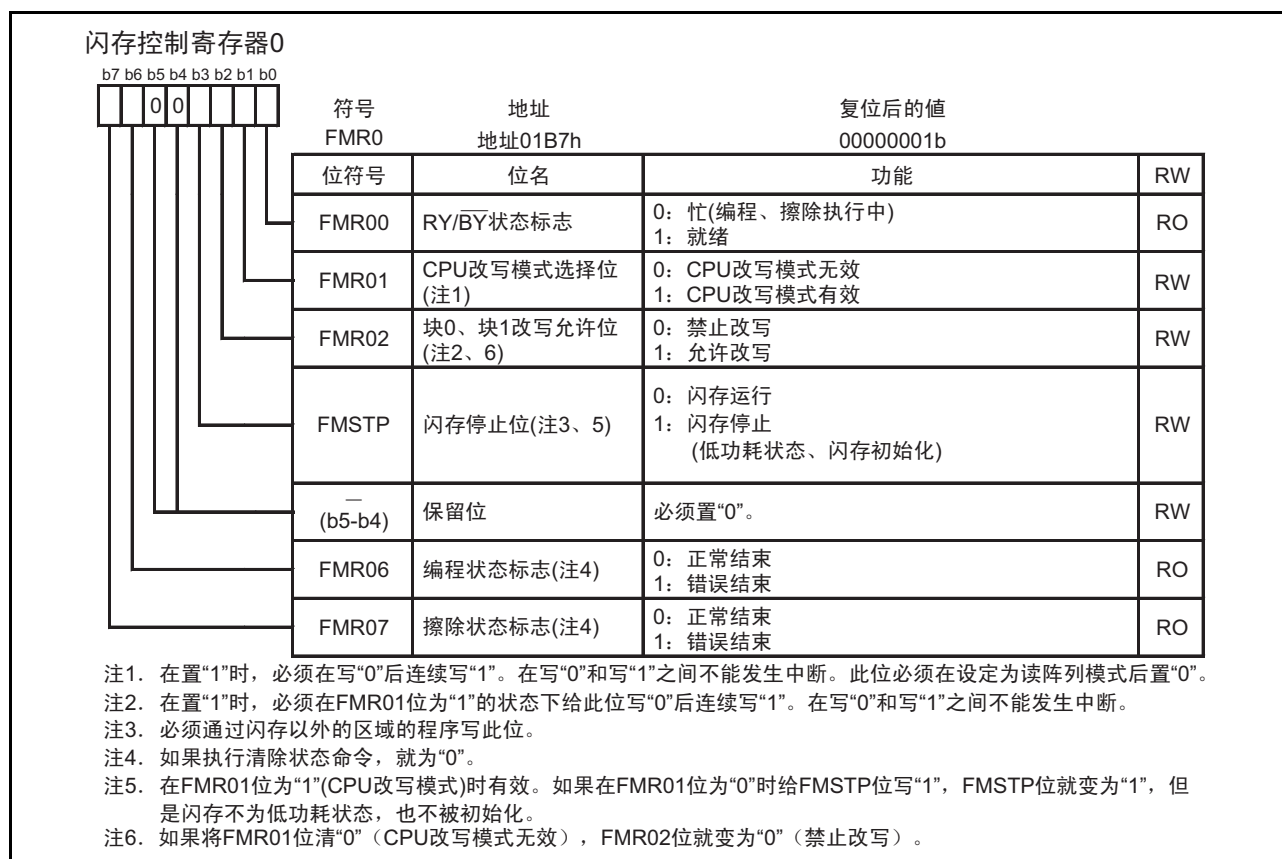 闪存控制寄存器0
b7 b6 b5 b4 b3 b2 b1 b0
0 0
符号 地址 复位后的値
FMR0 地址01B7h 00000001b
位符号 位名 功能 RW
FMR00 RY/BY状态标志 0：忙(编程、擦除执行中) RO
1：就绪
FMR01 CPU改写模式选择位 0：CPU改写模式无效 RW
(注1) 1：CPU改写模式有效
FMR02 块0、块1改写允许位 0：禁止改写 RW
(注2、6) 1：允许改写
FMSTP 闪存停止位(注3、5) 0：闪存运行 RW
1：闪存停止
(低功耗状态、闪存初始化)
— (b5-b4) 保留位 必须置“0”。 RW
FMR06 编程状态标志(注4) 0：正常结束 RO
1：错误结束
FMR07 擦除状态标志(注4) 0：正常结束 RO
1：错误结束
注1．在置“1”时，必须在写“0”后连续写“1”。在写“0”和写“1”之间不能发生中断。此位必须在设定为读阵列模式后置“0”。
注2．在置“1”时，必须在FMR01位为“1”的状态下给此位写“0”后连续写“1”。在写“0”和写“1”之间不能发生中断。
注3．必须通过闪存以外的区域的程序写此位。
注4．如果执行清除状态命令，就为“0”。
注5．在FMR01位为“1”(CPU改写模式)时有效。如果在FMR01位为“0”时给FMSTP位写“1”，FMSTP位就变为“1”，但
是闪存不为低功耗状态，也不被初始化。
注6．如果将FMR01位清“0”（CPU改写模式无效），FMR02位就变为“0”（禁止改写）。